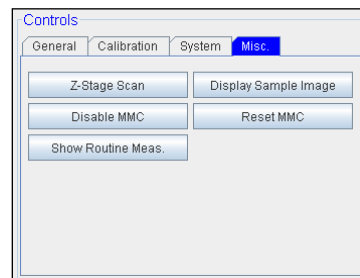 Controls
General Calibration System Misc.
Z-Stage Scan Display Sample Image
Disable MMC Reset MMC
Show Routine Meas.